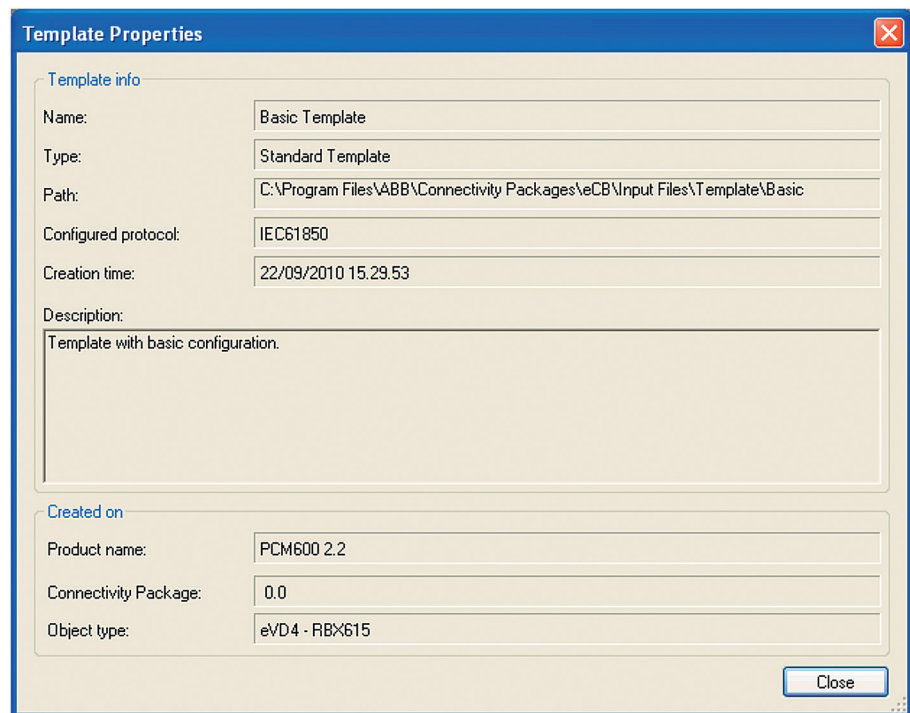 Template Properties
Template info
Name: Basic Template
Type: Standard Template
Path: C:\Program Files\ABB\Connectivity Packages\eCB\Input Files\Template\Basic
Configured protocol: IEC61850
Creation time: 22/09/2010 15.29.53
Description:
Template with basic configuration.
Created on
Product name: PCM600 2.2
Connectivity Package: 0.0
Object type: eVD4 - RBX615
Close